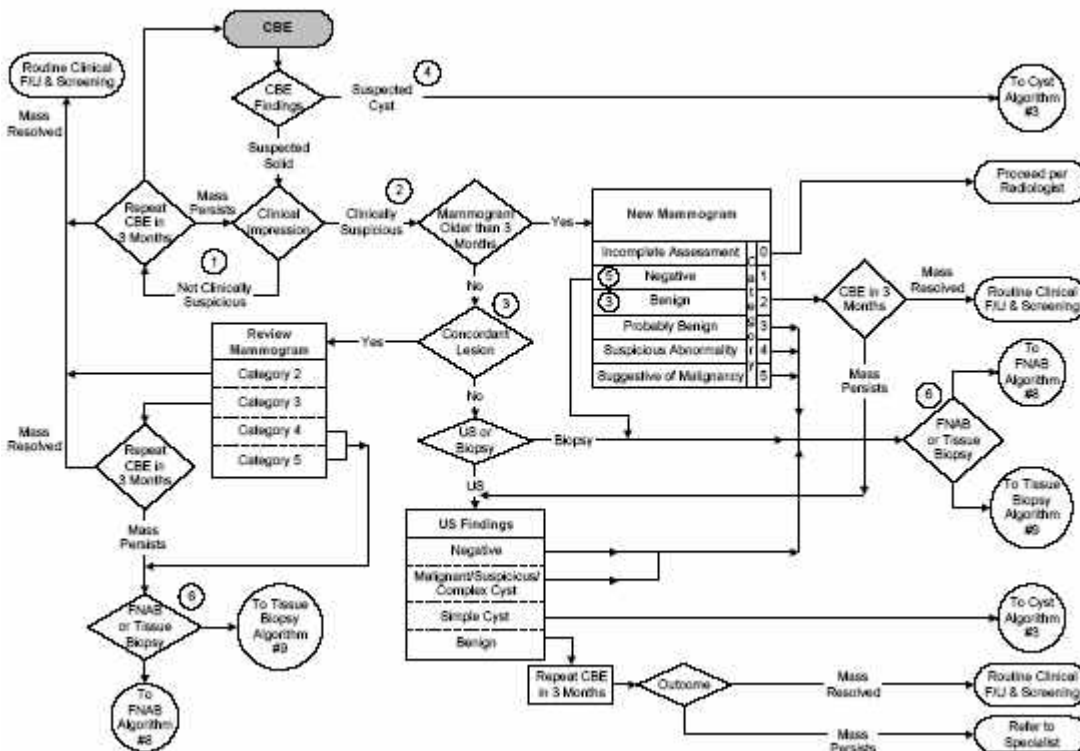 CBE
Routine Clinical
F/U & Screening
CBE
Findings
4
Suspected
Cyst
To Cyst
Algorithm
#3
Mass
Resolved
Suspected
Solid
Repeat
CBE in
3 Months
Mass
Persists
Clinical
Impression
2
Clinically
Suspicious
Mammogram
Older than 3
Months
Yes
Proceed per
Radiologist
1
Not Clinically
Suspicious
New Mammogram
Category
Incomplete Assessment 0
5 Negative 1
3 Benign 2
Probably Benign 3
Suspicious Abnormality 4
Suggestive of Malignancy 5
CBE in 3
Months
Mass
Resolved
Routine Clinical
F/U & Screening
Mass
Persists
No
3
Concordant
Lesion
Yes
Review
Mammogram
Category 2
Category 3
Category 4
Category 5
Mass
Resolved
Repeat
CBE in
3 Months
No
US or
Biopsy
Biopsy
6
FNAB
or Tissue
Biopsy
To
FNAB
Algorithm
#8
To Tissue
Biopsy
Algorithm
#9
US
US Findings
Negative
Malignant/Suspicious/
Complex Cyst
Simple Cyst
Benign
To Cyst
Algorithm
#3
Mass
Persists
FNAB
or Tissue
Biopsy
6
To Tissue
Biopsy
Algorithm
#9
To
FNAB
Algorithm
#8
Repeat CBE
in 3 Months
Outcome
Mass
Resolved
Routine Clinical
F/U & Screening
Mass
Persists
Refer to
Specialist